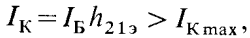 I_К = I_Б h_21э > I_К max,